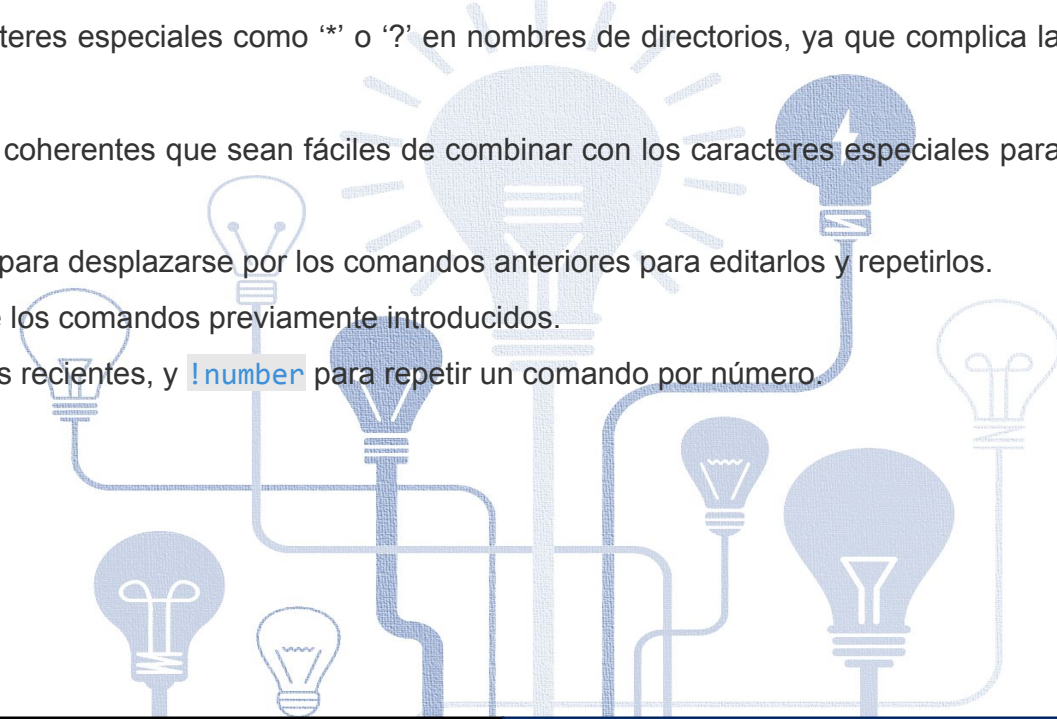 teres especiales como ‘*’ o ‘?’ en nombres de directorios, ya que complica la
coherentes que sean fáciles de combinar con los caracteres especiales para
para desplazarse por los comandos anteriores para editarlos y repetirlos.
los comandos previamente introducidos.
s recientes, y !number para repetir un comando por número.